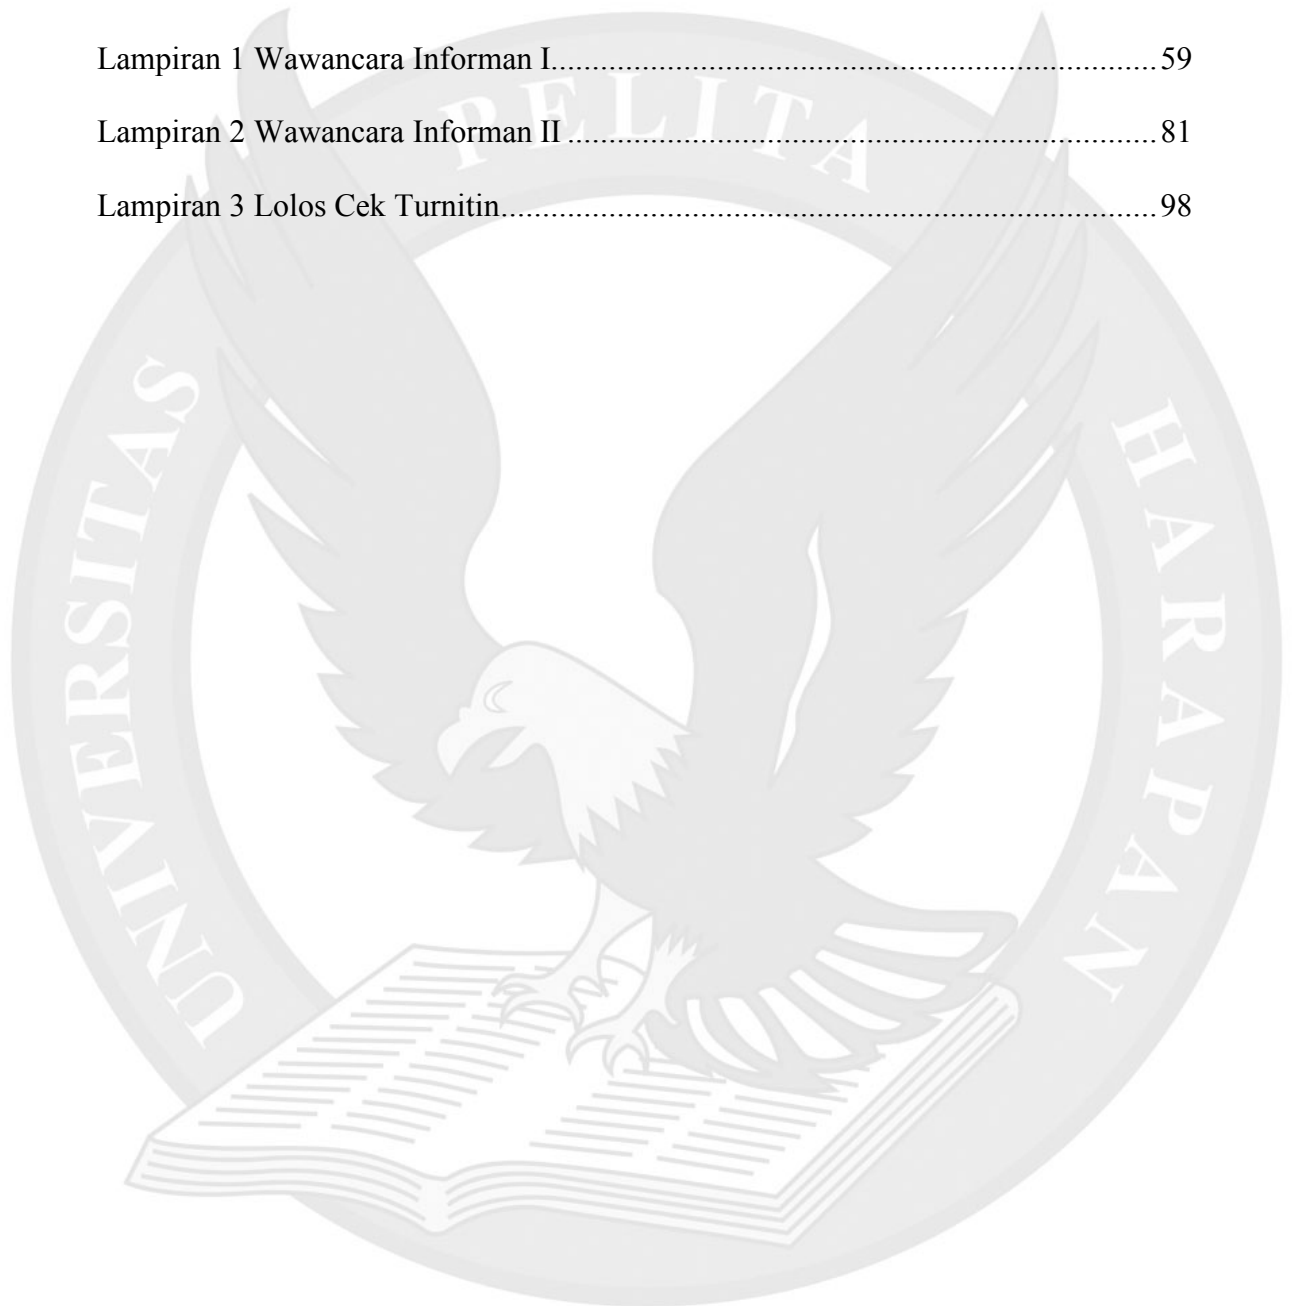 Lampiran 1 Wawancara Informan I........................................................................... 59
Lampiran 2 Wawancara Informan II ......................................................................... 81
Lampiran 3 Lolos Cek Turnitin.................................................................................. 98
UNIVERSITAS PELITA HARAPAN